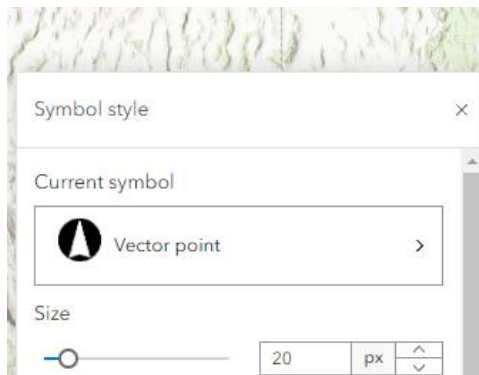 Symbol style
Current symbol
Vector point
Size
20 px